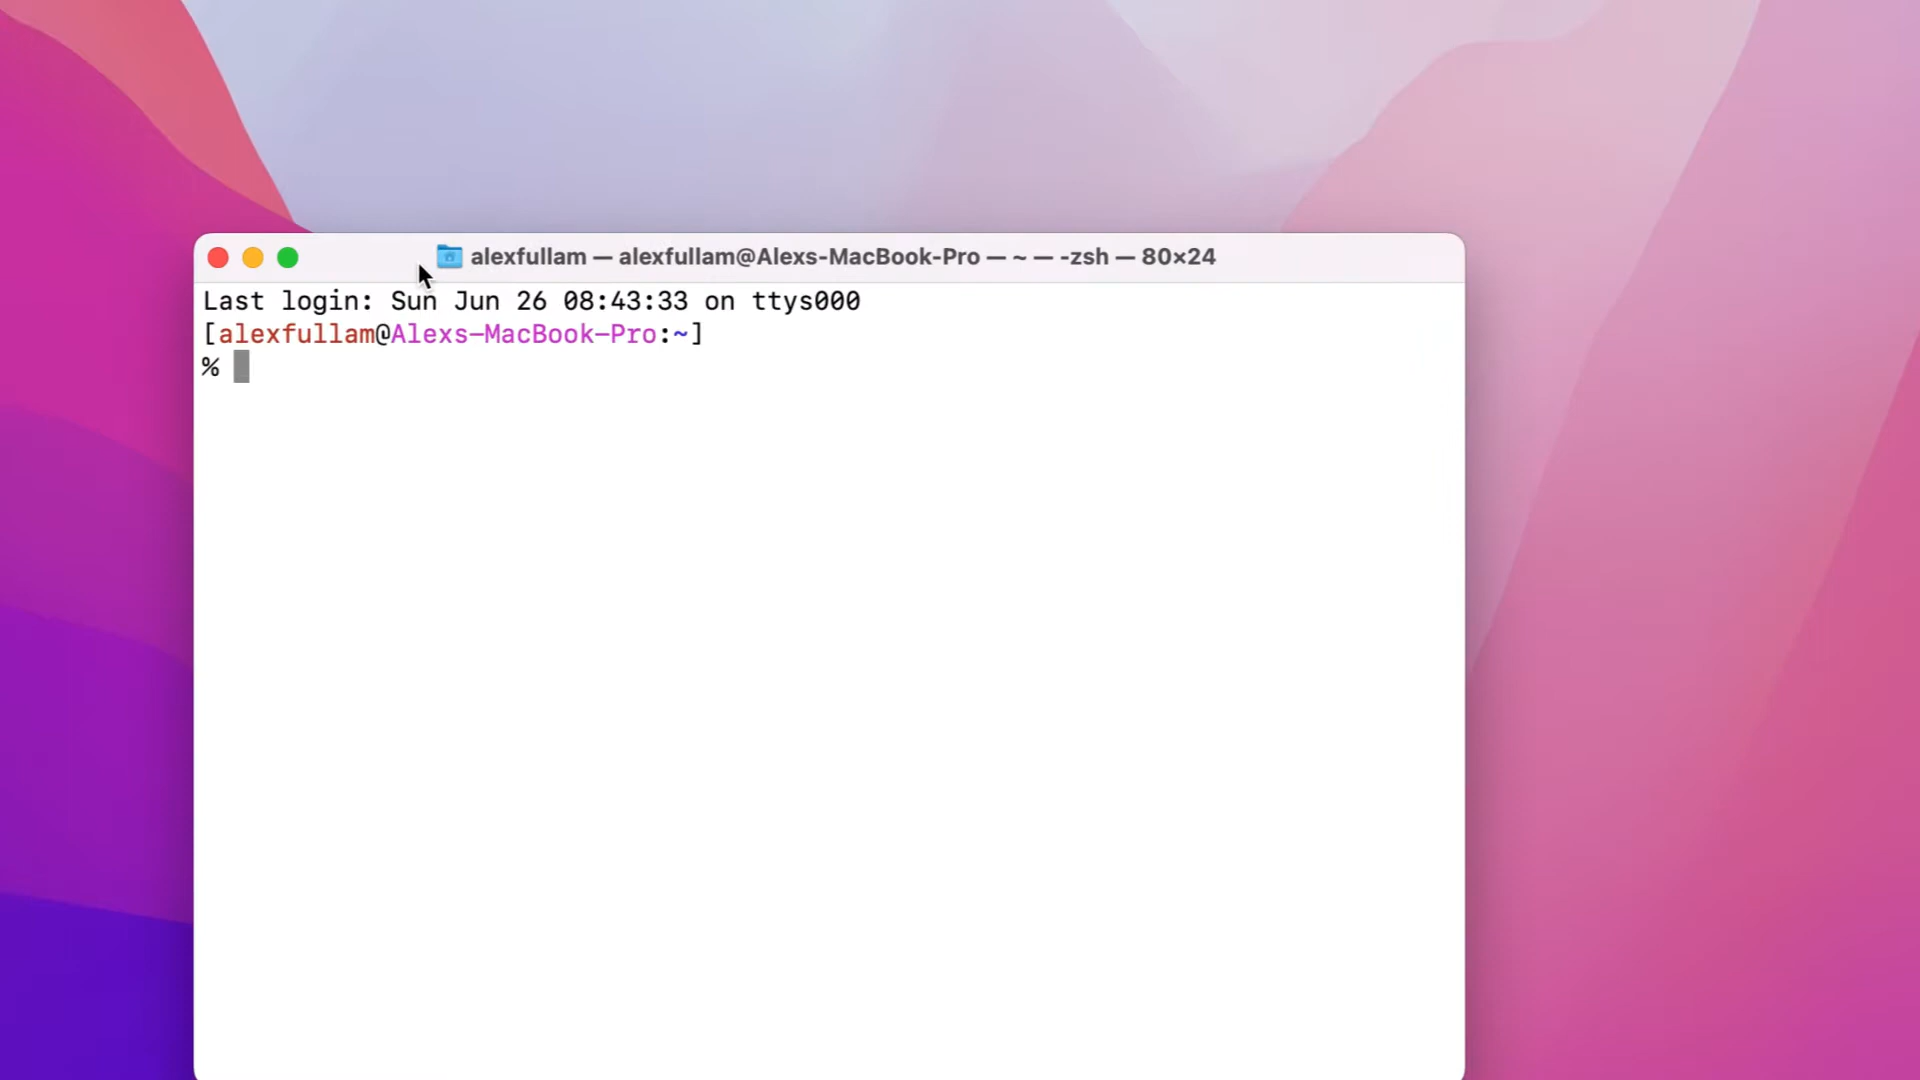 alexfullam — alexfullam@Alexs-MacBook-Pro — ~ — -zsh — 80×24
Last login: Sun Jun 26 08:43:33 on ttys000
[alexfullam@Alexs-MacBook-Pro:~]
%